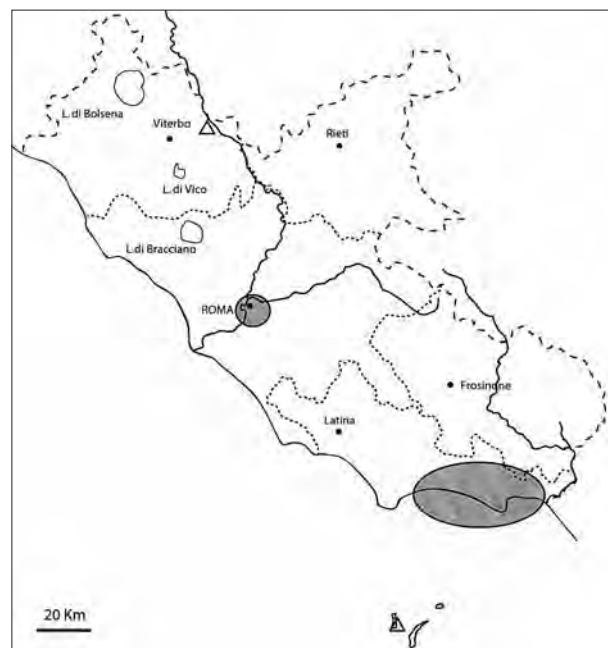 L. di Bolsena
Viterbo
Rieti
L. di Vico
L. di Bracciano
ROMA
Frosinone
Latina
20 Km